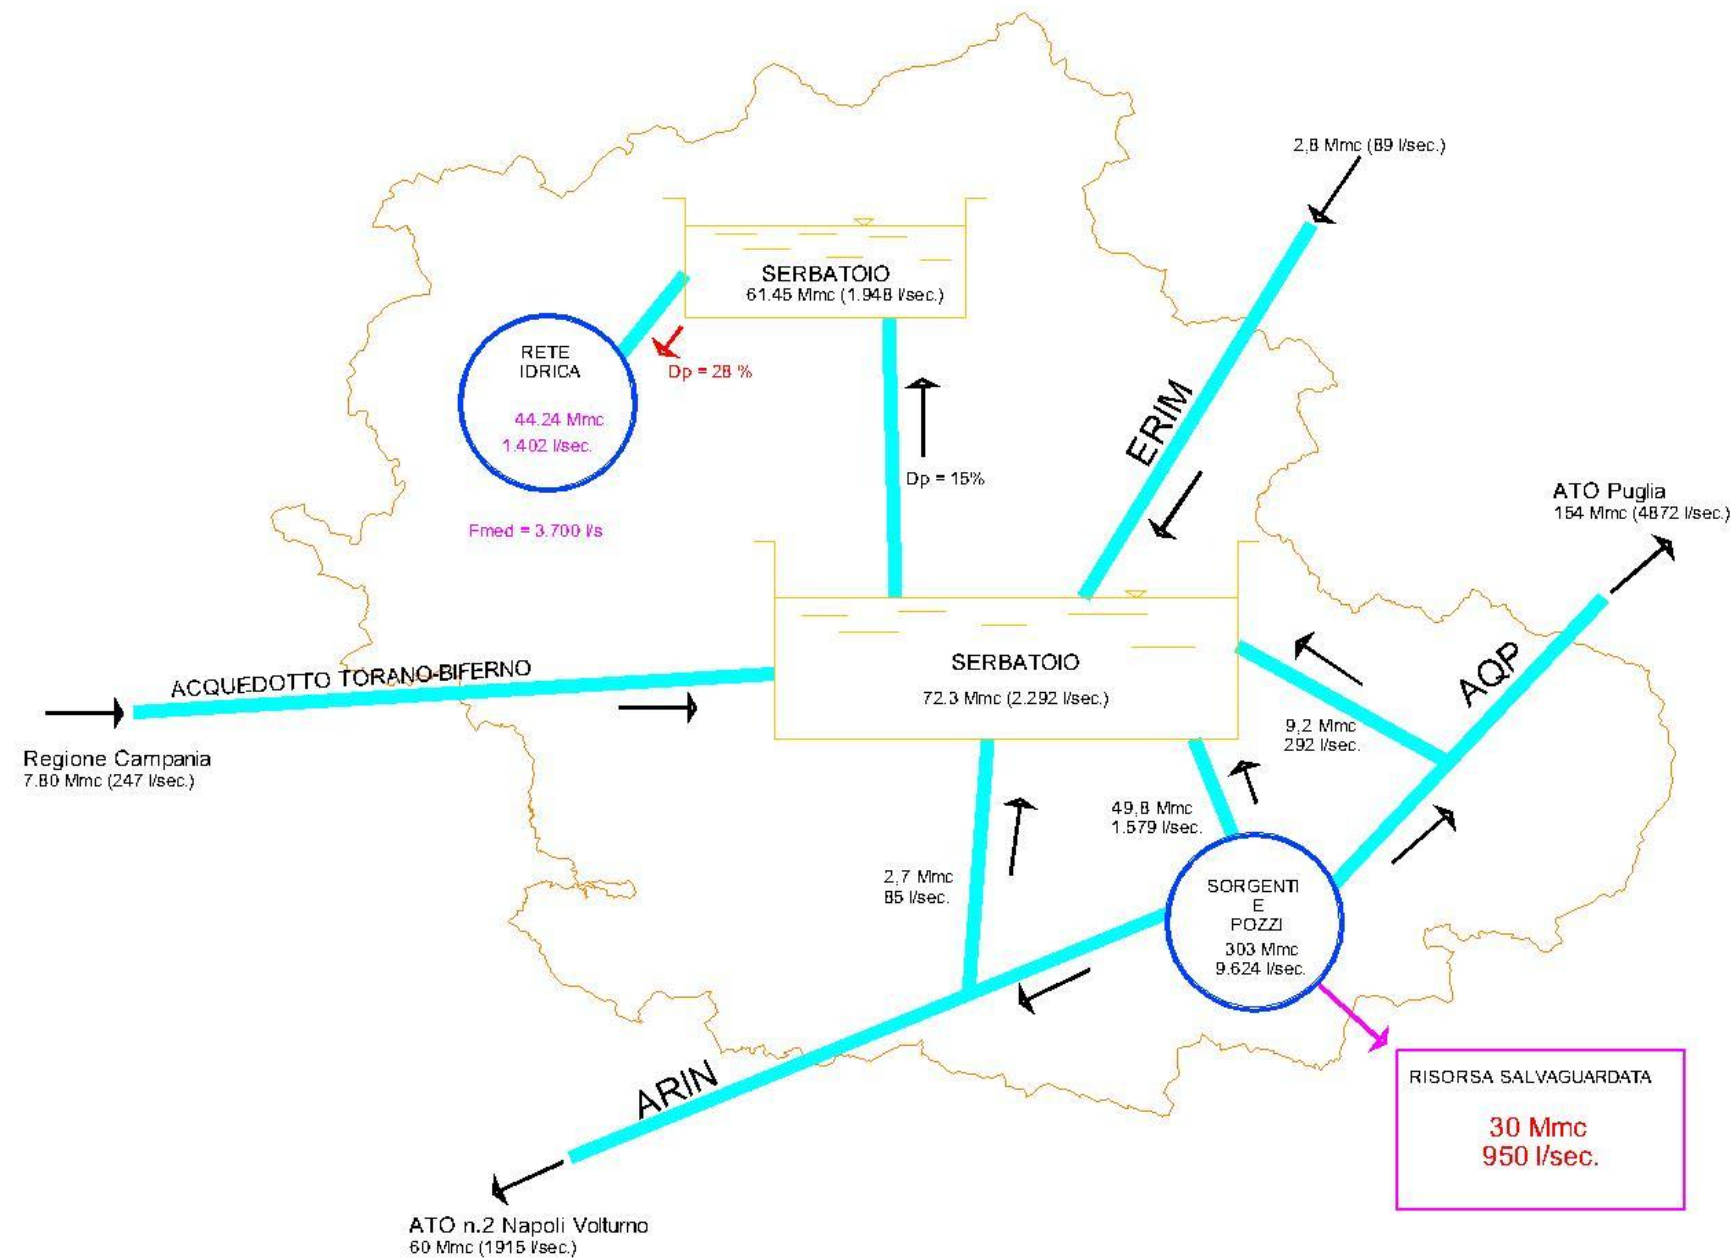 2,8 Mmc (89 l/sec.)
SERBATOIO
61.45 Mmc (1.948 l/sec.)
RETE
IDRICA
44.24 Mmc
1.402 l/sec.
Dp = 28 %
Fmed = 3.700 l/s
Dp = 15%
ERIM
ATO Puglia
154 Mmc (4872 l/sec.)
ACQUEDOTTO TORANO-BIFERNO
SERBATOIO
72.3 Mmc (2.292 l/sec.)
AQP
Regione Campania
7.80 Mmc (247 l/sec.)
9,2 Mmc
292 l/sec.
49,8 Mmc
1.579 l/sec.
2,7 Mmc
85 l/sec.
SORGENTI
E
POZZI
303 Mmc
9.624 l/sec.
ARIN
RISORSA SALVAGUARDATA
30 Mmc
950 l/sec.
ATO n.2 Napoli Volturno
60 Mmc (1915 l/sec.)